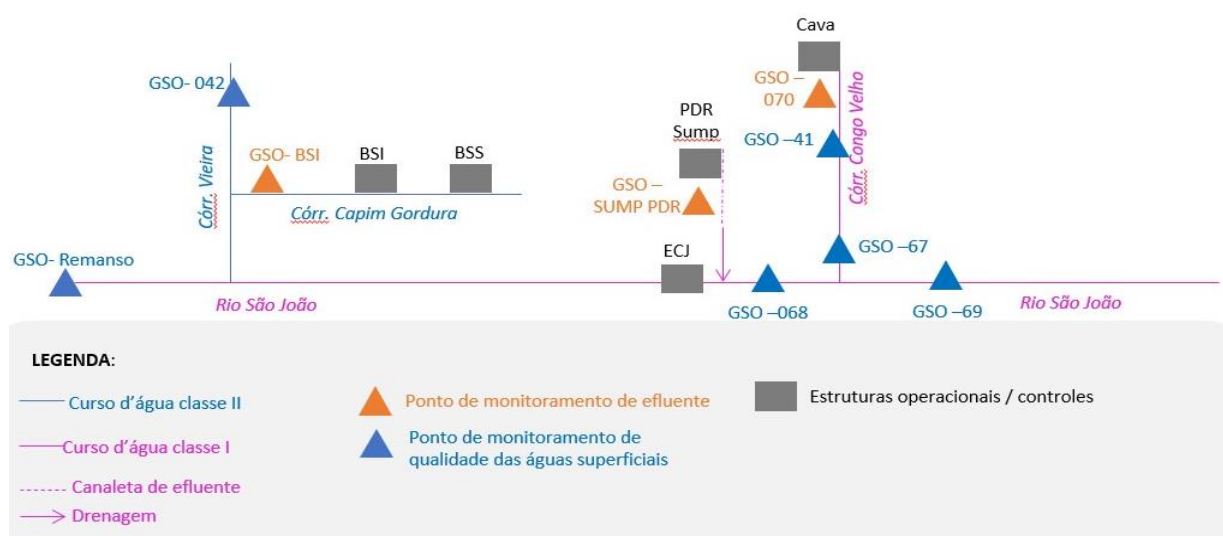 Cava
GSO- 042
GSO –
070
PDR
Sump
GSO –41
Córr. Congo Velho
Córr. Vieira
GSO- BSI
BSI
BSS
GSO –
SUMP PDR
Córr. Capim Gordura
ECJ
GSO –67
GSO- Remanso
Rio São João
GSO –068
GSO –69
Rio São João
LEGENDA:
Curso d'água classe II
Curso d'água classe I
Canaleta de efluente
Drenagem
Ponto de monitoramento de efluente
Ponto de monitoramento de
qualidade das águas superficiais
Estruturas operacionais / controles